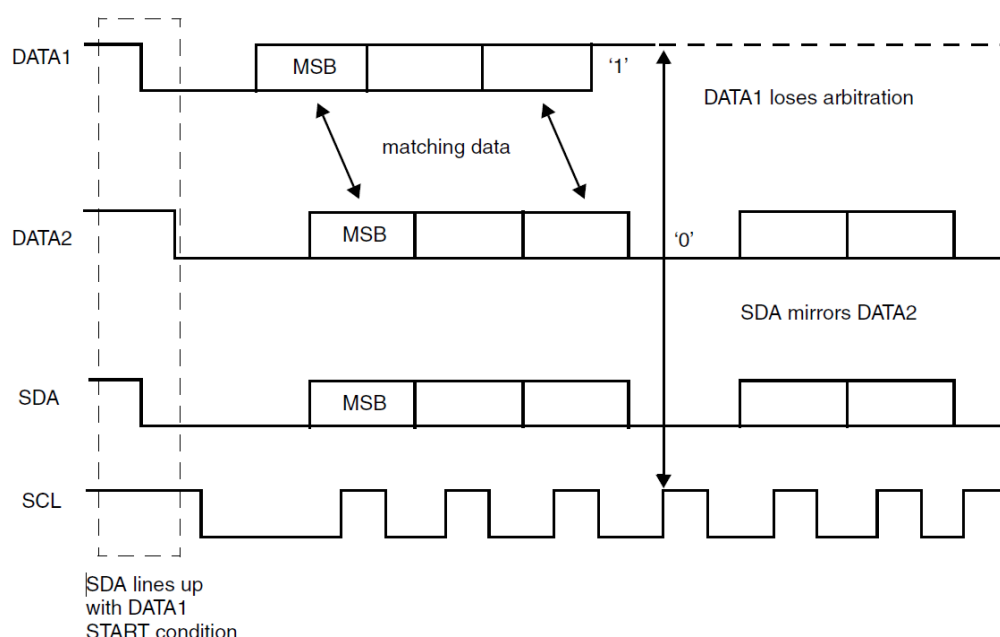 DATA1
MSB
‘1’
DATA1 loses arbitration
matching data
DATA2
MSB
‘0’
SDA mirrors DATA2
SDA
MSB
SCL
SDA lines up
with DATA1
START condition